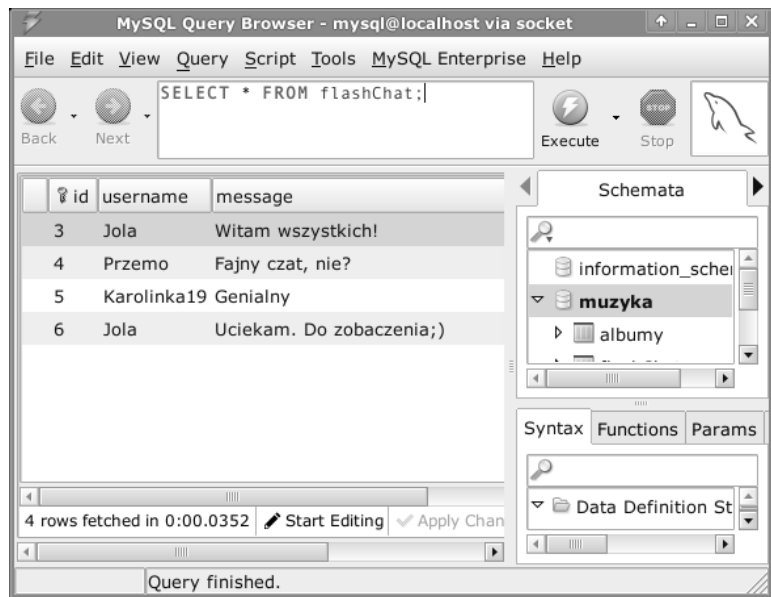 MySQL Query Browser - mysql@localhost via socket
File Edit View Query Script Tools MySQL Enterprise Help
SELECT * FROM flashChat;
Back Next Execute STOP Stop
id username message
3 Jola Witam wszystkich!
4 Przemo Fajny czat, nie?
5 Karolinka19 Genialny
6 Jola Uciekam. Do zobaczenia;)
4 rows fetched in 0:00.0352 Start Editing Apply Chan
Schemata
information_scher
muzyka
albumy
Syntax Functions Params
Data Definition St
Query finished.